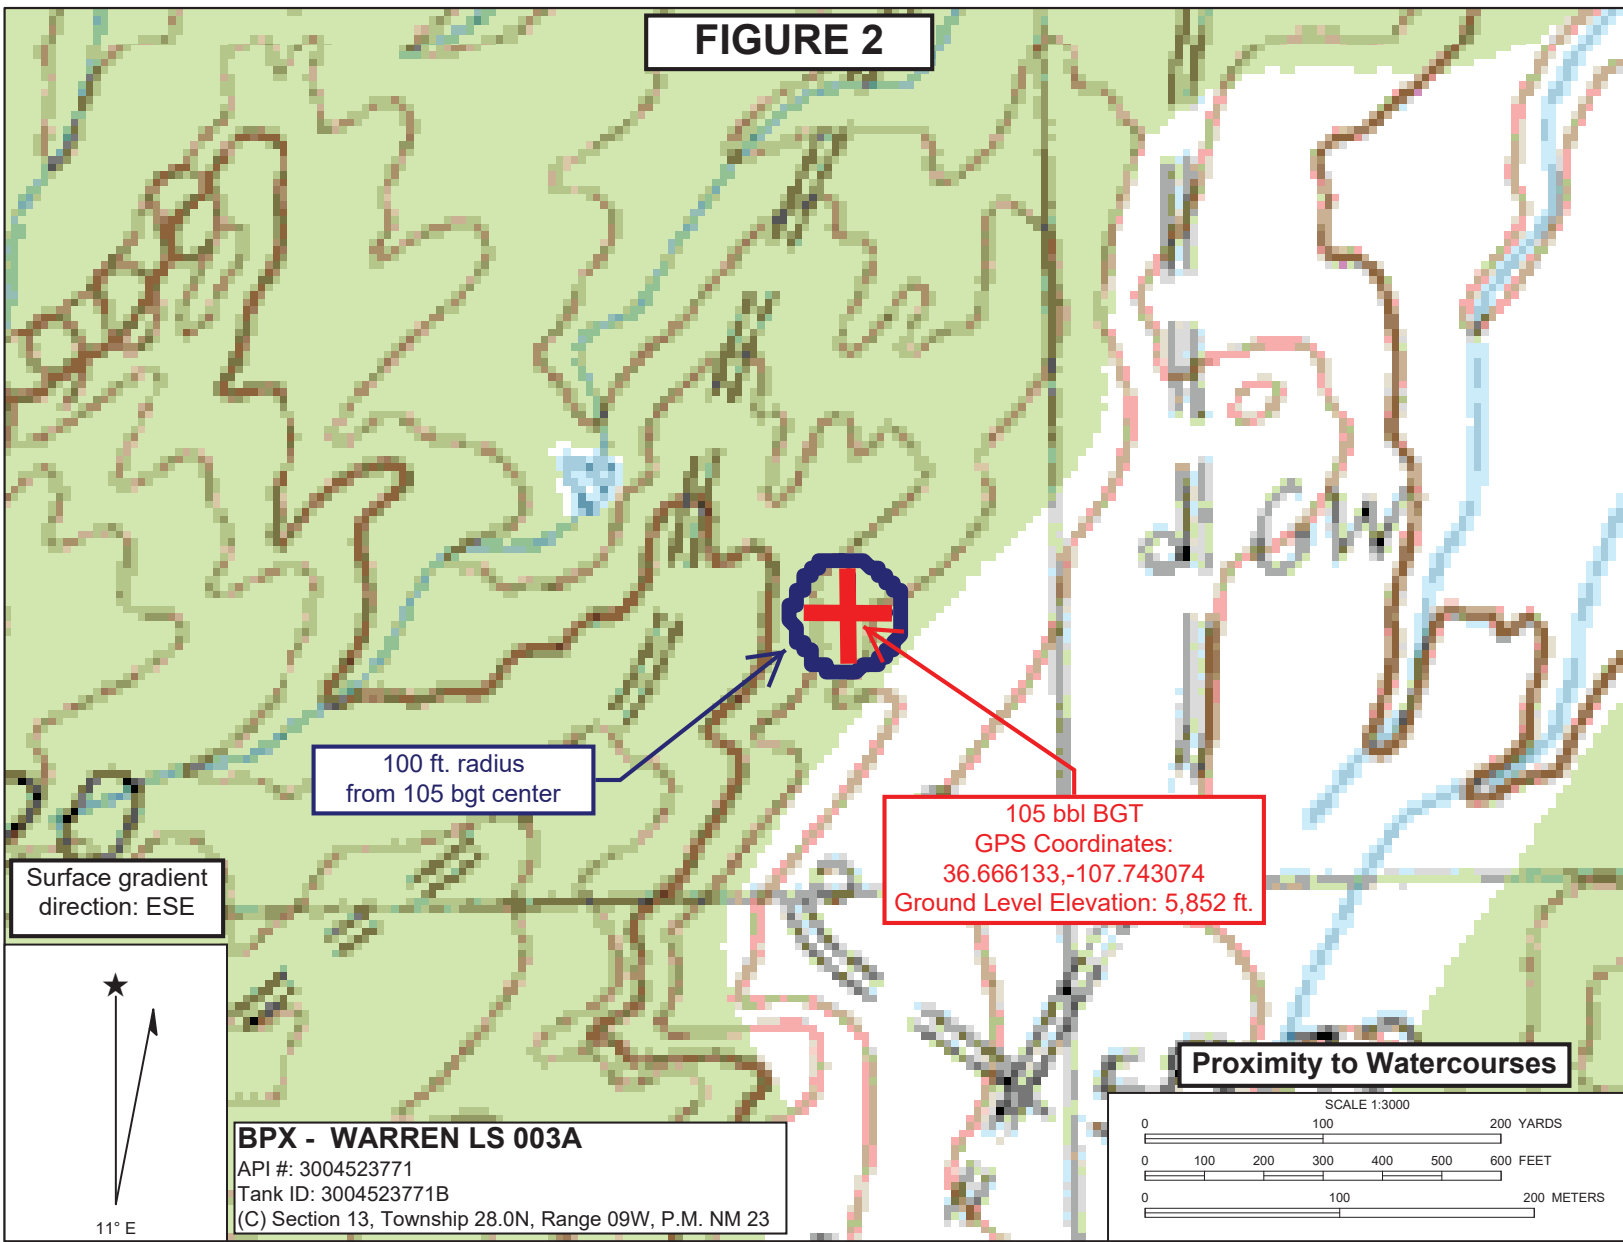 FIGURE 2
d GW
100 ft. radius
from 105 bgt center
105 bbl BGT
GPS Coordinates:
36.666133,-107.743074
Ground Level Elevation: 5,852 ft.
Surface gradient
direction: ESE
11° E
BPX - WARREN LS 003A
API #: 3004523771
Tank ID: 3004523771B
(C) Section 13, Township 28.0N, Range 09W, P.M. NM 23
Proximity to Watercourses
SCALE 1:3000
0 100 200 YARDS
0 100 200 300 400 500 600 FEET
0 100 200 METERS